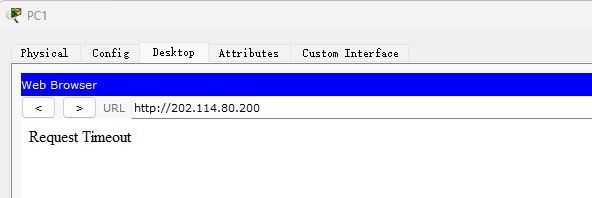 PC1
Physical Config Desktop Attributes Custom Interface
Web Browser
< > URL http://202.114.80.200
Request Timeout